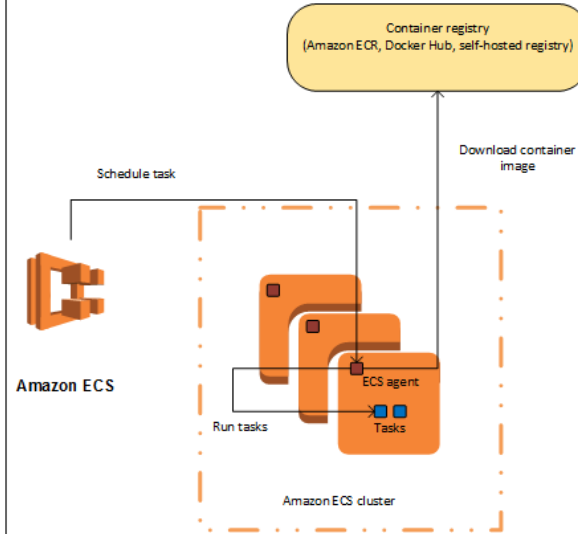 Container registry
(Amazon ECR, Docker Hub, self-hosted registry)
Download container
image
Schedule task
Amazon ECS
ECS agent
Run tasks
Tasks
Amazon ECS cluster